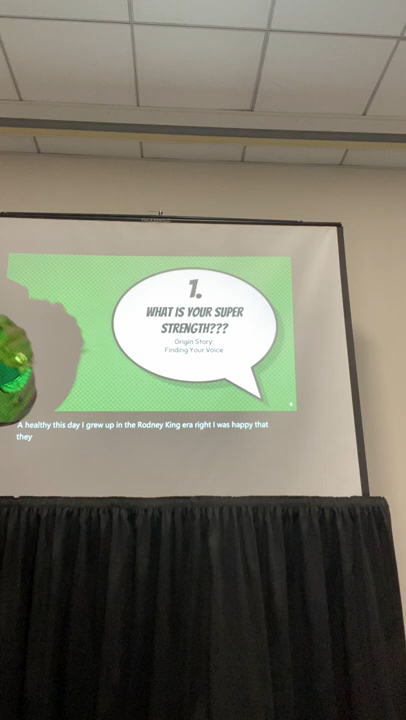 1.
WHAT IS YOUR SUPER
STRENGTH???
Origin Story:
Finding Your Voice
A healthy this day I grew up in the Rodney King era right I was happy that
they